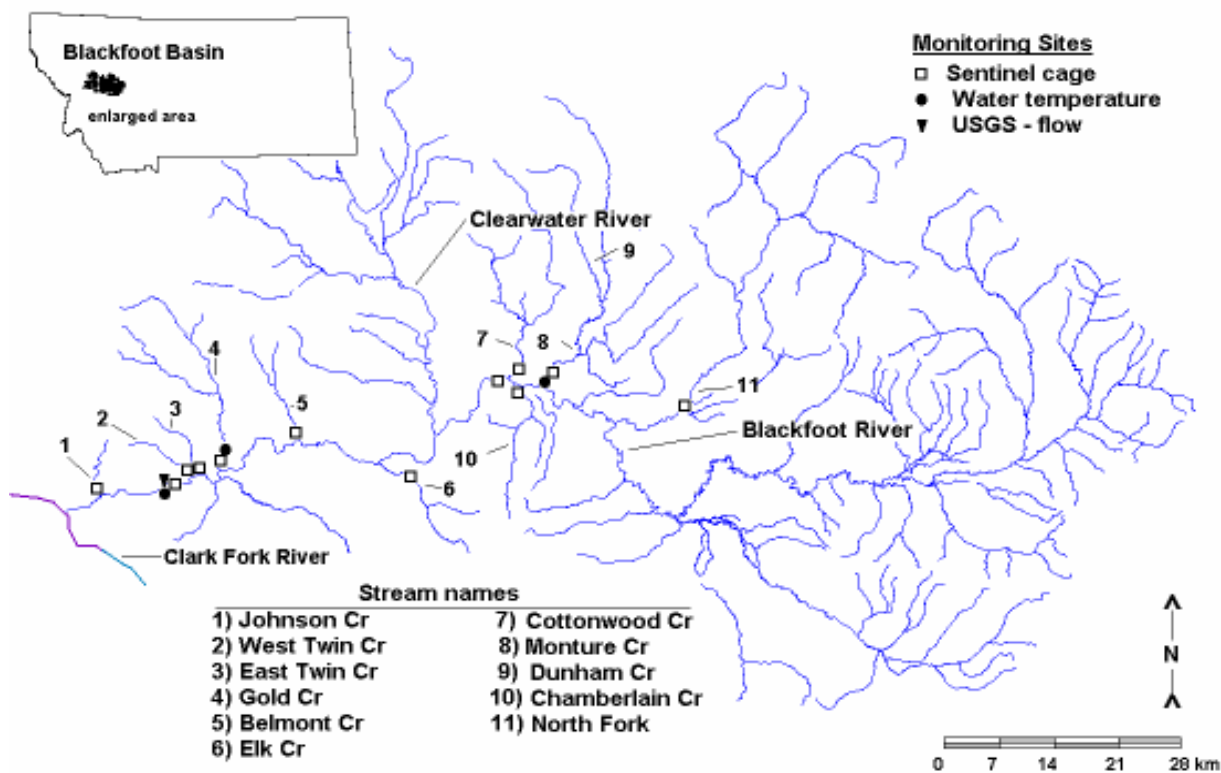 Blackfoot Basin
enlarged area
Monitoring Sites
Sentinel cage
Water temperature
USGS - flow
Clearwater River
9
7
8
4
11
3
5
2
Blackfoot River
1
10
6
Clark Fork River
Stream names
1) Johnson Cr
2) West Twin Cr
3) East Twin Cr
4) Gold Cr
5) Belmont Cr
6) Elk Cr
7) Cottonwood Cr
8) Monture Cr
9) Dunham Cr
10) Chamberlain Cr
11) North Fork
N
0 7 14 21 28 km